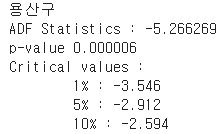 용산구
ADF Statistics : -5.266269
p-value 0.000006
Critical values :
1% : -3.546
5% : -2.912
10% : -2.594